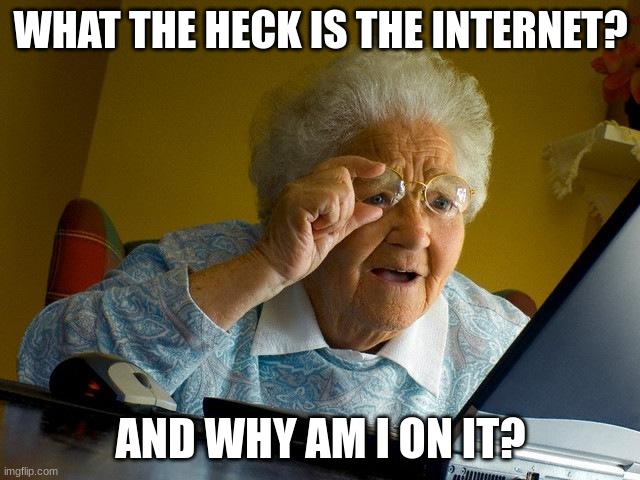 WHAT THE HECK IS THE INTERNET?
AND WHY AM I ON IT?
imgflip.com